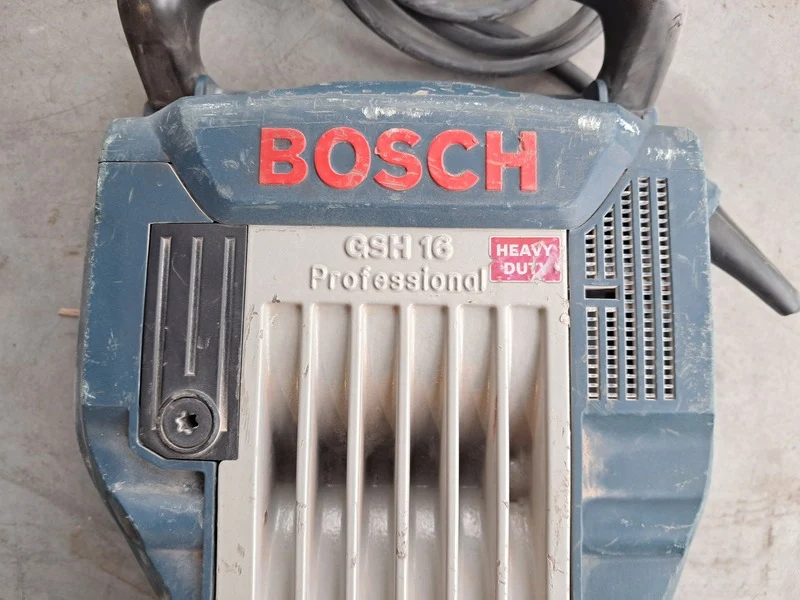 BOSCH
GSH 16
Professional
HEAVY
DUTY